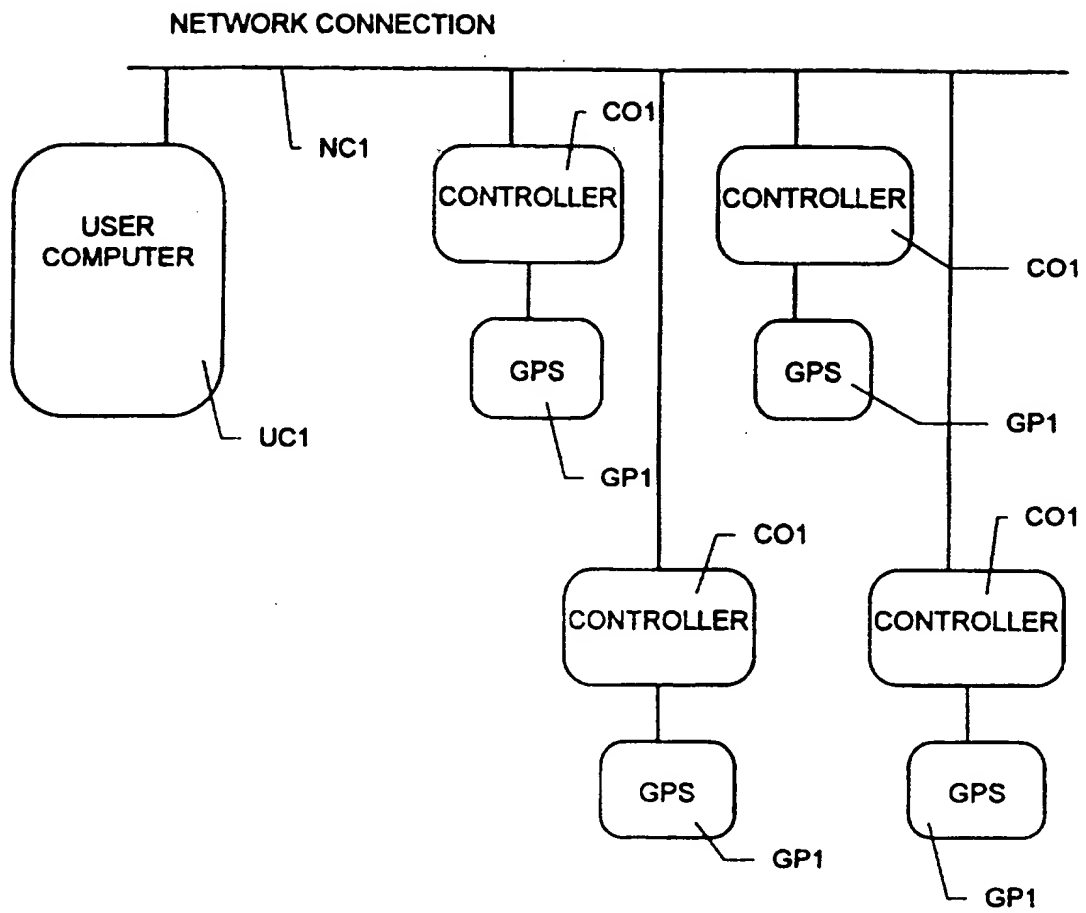 NETWORK CONNECTION
NC1
CO1
CONTROLLER
CONTROLLER
USER
COMPUTER
CO1
GPS
GPS
UC1
GP1
GP1
CO1
CO1
CONTROLLER
CONTROLLER
GPS
GPS
GP1
GP1